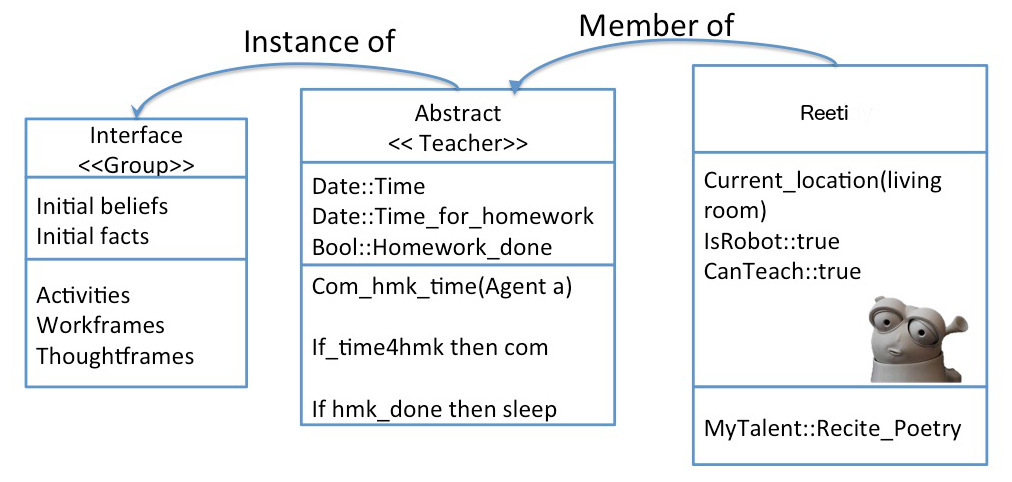 Instance of
Member of
Interface
<<Group>>
Initial beliefs
Initial facts
Activities
Workframes
Thoughtframes
Abstract
<< Teacher>>
Date::Time
Date::Time_for_homework
Bool::Homework_done
Com_hmk_time(Agent a)
If_time4hmk then com
If hmk_done then sleep
Reeti
Current_location(living
room)
IsRobot::true
CanTeach::true
MyTalent::Recite_Poetry